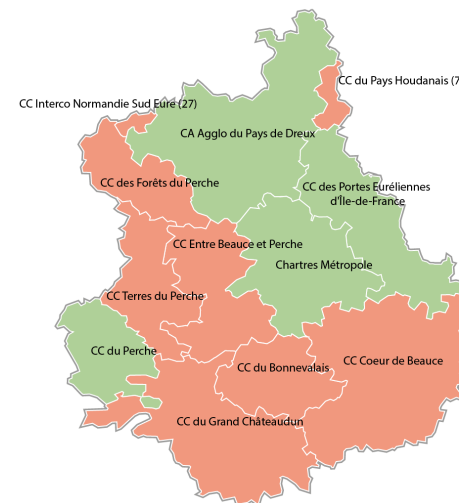 CC du Pays Houdanais (7
CC Interco Normandie Sud Eure (27)
CA Agglo du Pays de Dreux
CC des Forêts du Perche
CC des Portes Euréliennes
d'Île-de-France
CC Entre Beauce et Perche
Chartres Métropole
CC Terres du Perche
CC du Perche
CC Coeur de Beauce
CC du Bonnevalais
CC du Grand Châteaudun